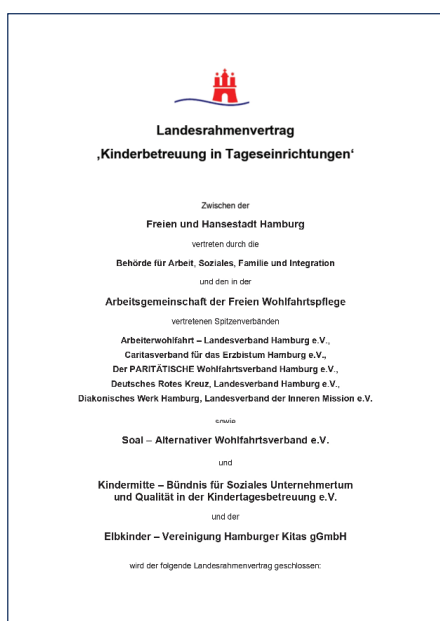 Landesrahmenvertrag
‚Kinderbetreuung in Tageseinrichtungen‘
Zwischen der
Freien und Hansestadt Hamburg
vertreten durch die
Behörde für Arbeit, Soziales, Familie und Integration
und den in der
Arbeitsgemeinschaft der Freien Wohlfahrtspflege
vertretenen Spitzenverbänden
Arbeiterwohlfahrt – Landesverband Hamburg e.V.,
Caritasverband für das Erzbistum Hamburg e.V.,
Der PARITÄTISCHE Wohlfahrtsverband Hamburg e.V.,
Deutsches Rotes Kreuz, Landesverband Hamburg e.V.,
Diakonisches Werk Hamburg, Landesverband der Inneren Mission e.V.
sowie
Soal – Alternativer Wohlfahrtsverband e.V.
und
Kindermitte – Bündnis für Soziales Unternehmertum
und Qualität in der Kindertagesbetreuung e.V.
und der
Elbkinder – Vereinigung Hamburger Kitas gGmbH
wird der folgende Landesrahmenvertrag geschlossen: